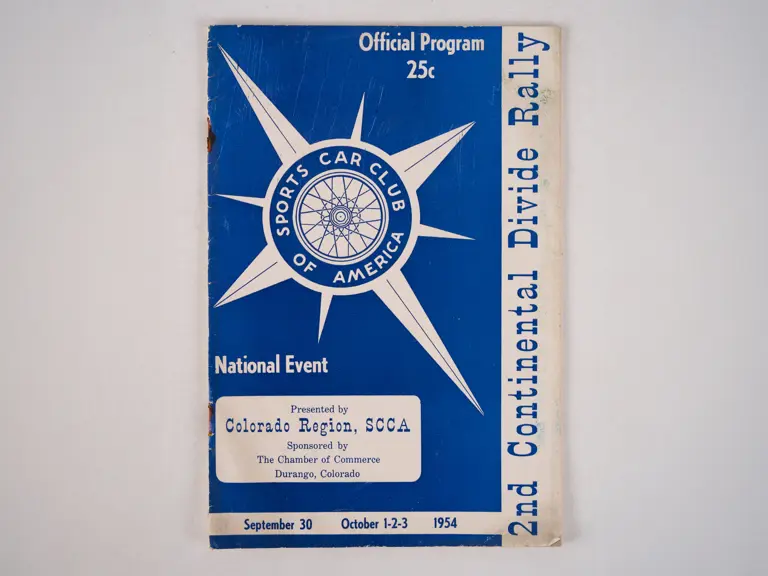 Official Program
25c
SPORTS CAR CLUB
OF AMERICA
National Event
Presented by
Colorado Region, SCCA
Sponsored by
The Chamber of Commerce
Durango, Colorado
September 30 October 1-2-3 1954
2nd Continental Divide Rally